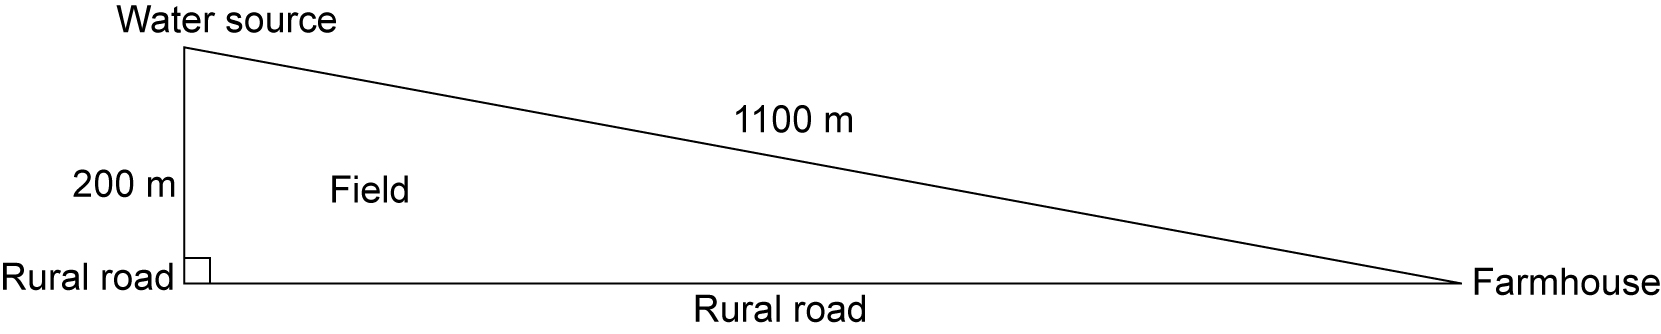 Water source
1100 m
200 m
Field
Rural road
Farmhouse
Rural road